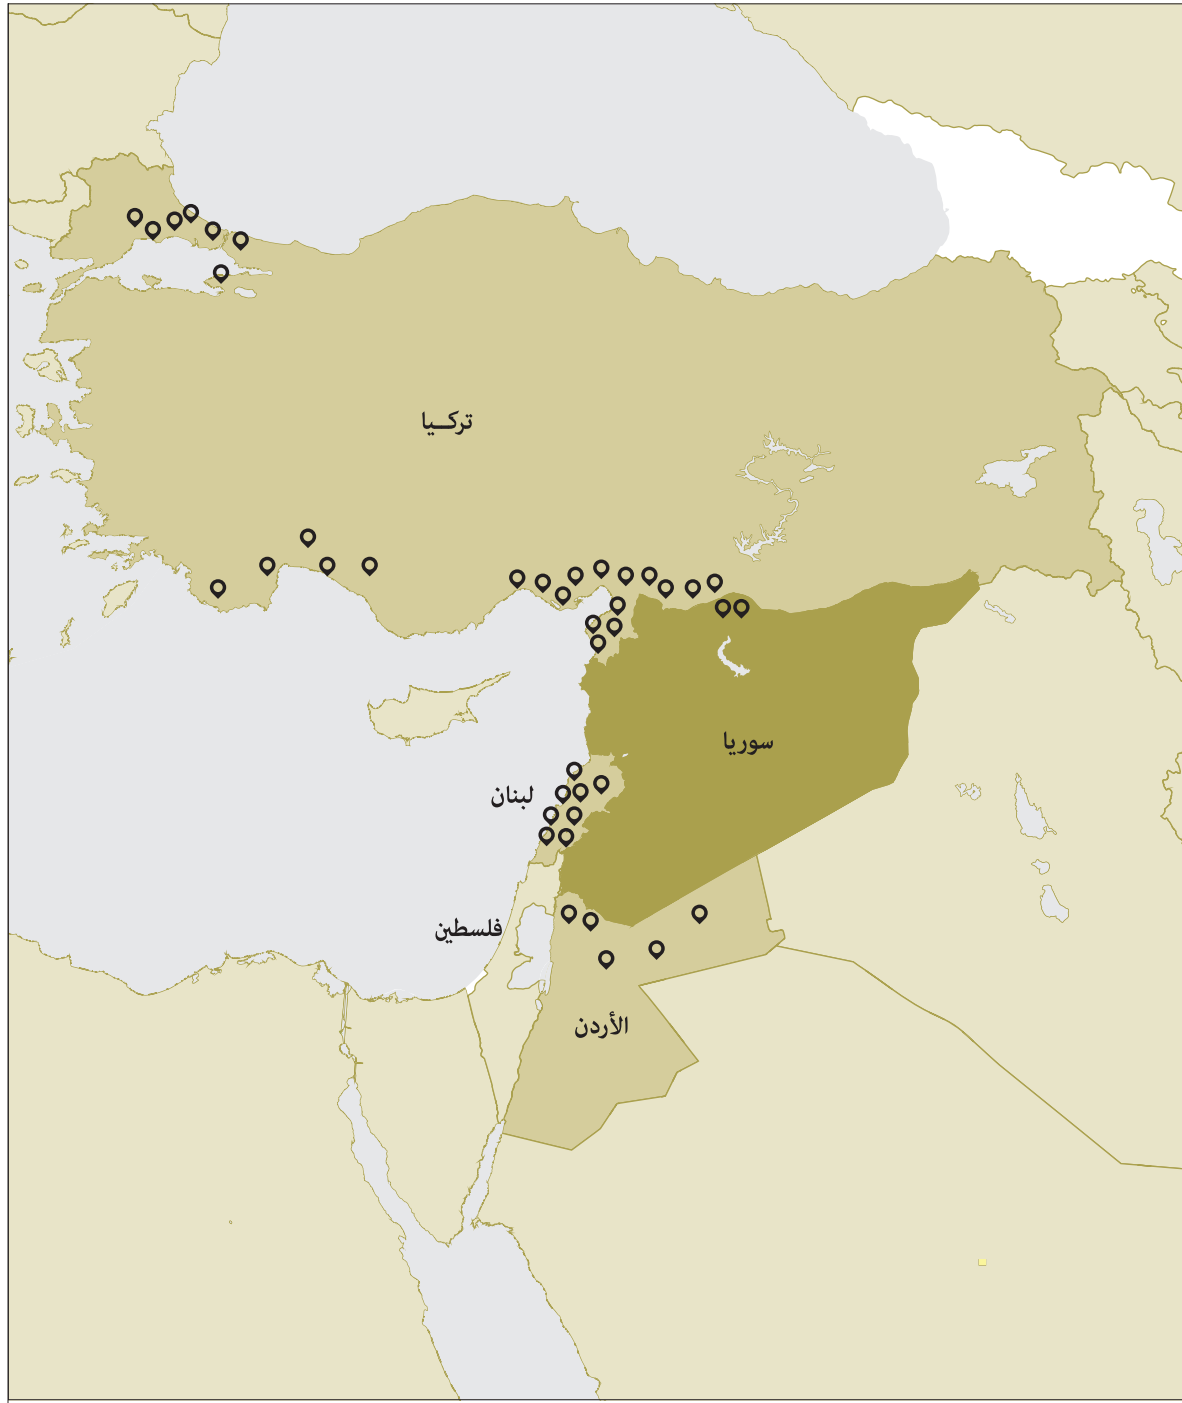 تركيا
سوريا
لبنان
فلسطين
الأردن